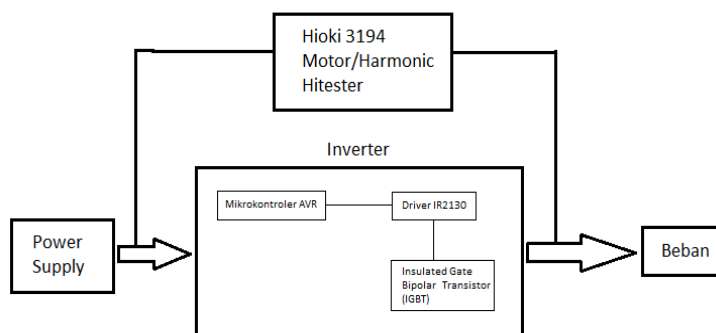 Hioki 3194
Motor/Harmonic
Hitester
Inverter
Mikrokontroler AVR
Driver IR2130
Power
Supply
Beban
Insulated Gate
Bipolar Transistor
(IGBT)